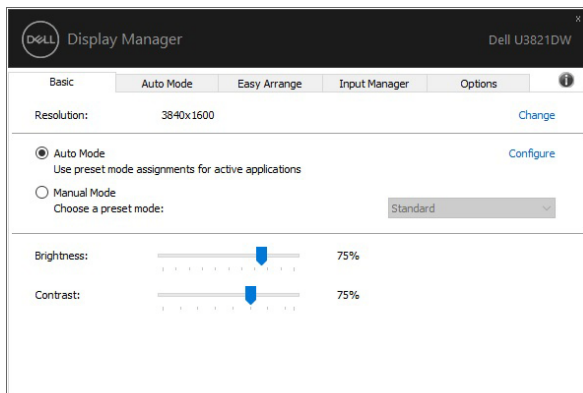 x
DELL Display Manager Dell U3821DW
Basic Auto Mode Easy Arrange Input Manager Options i
Resolution: 3840x1600 Change
Auto Mode Configure
Use preset mode assignments for active applications
Manual Mode
Choose a preset mode: Standard
Brightness: 75%
Contrast: 75%